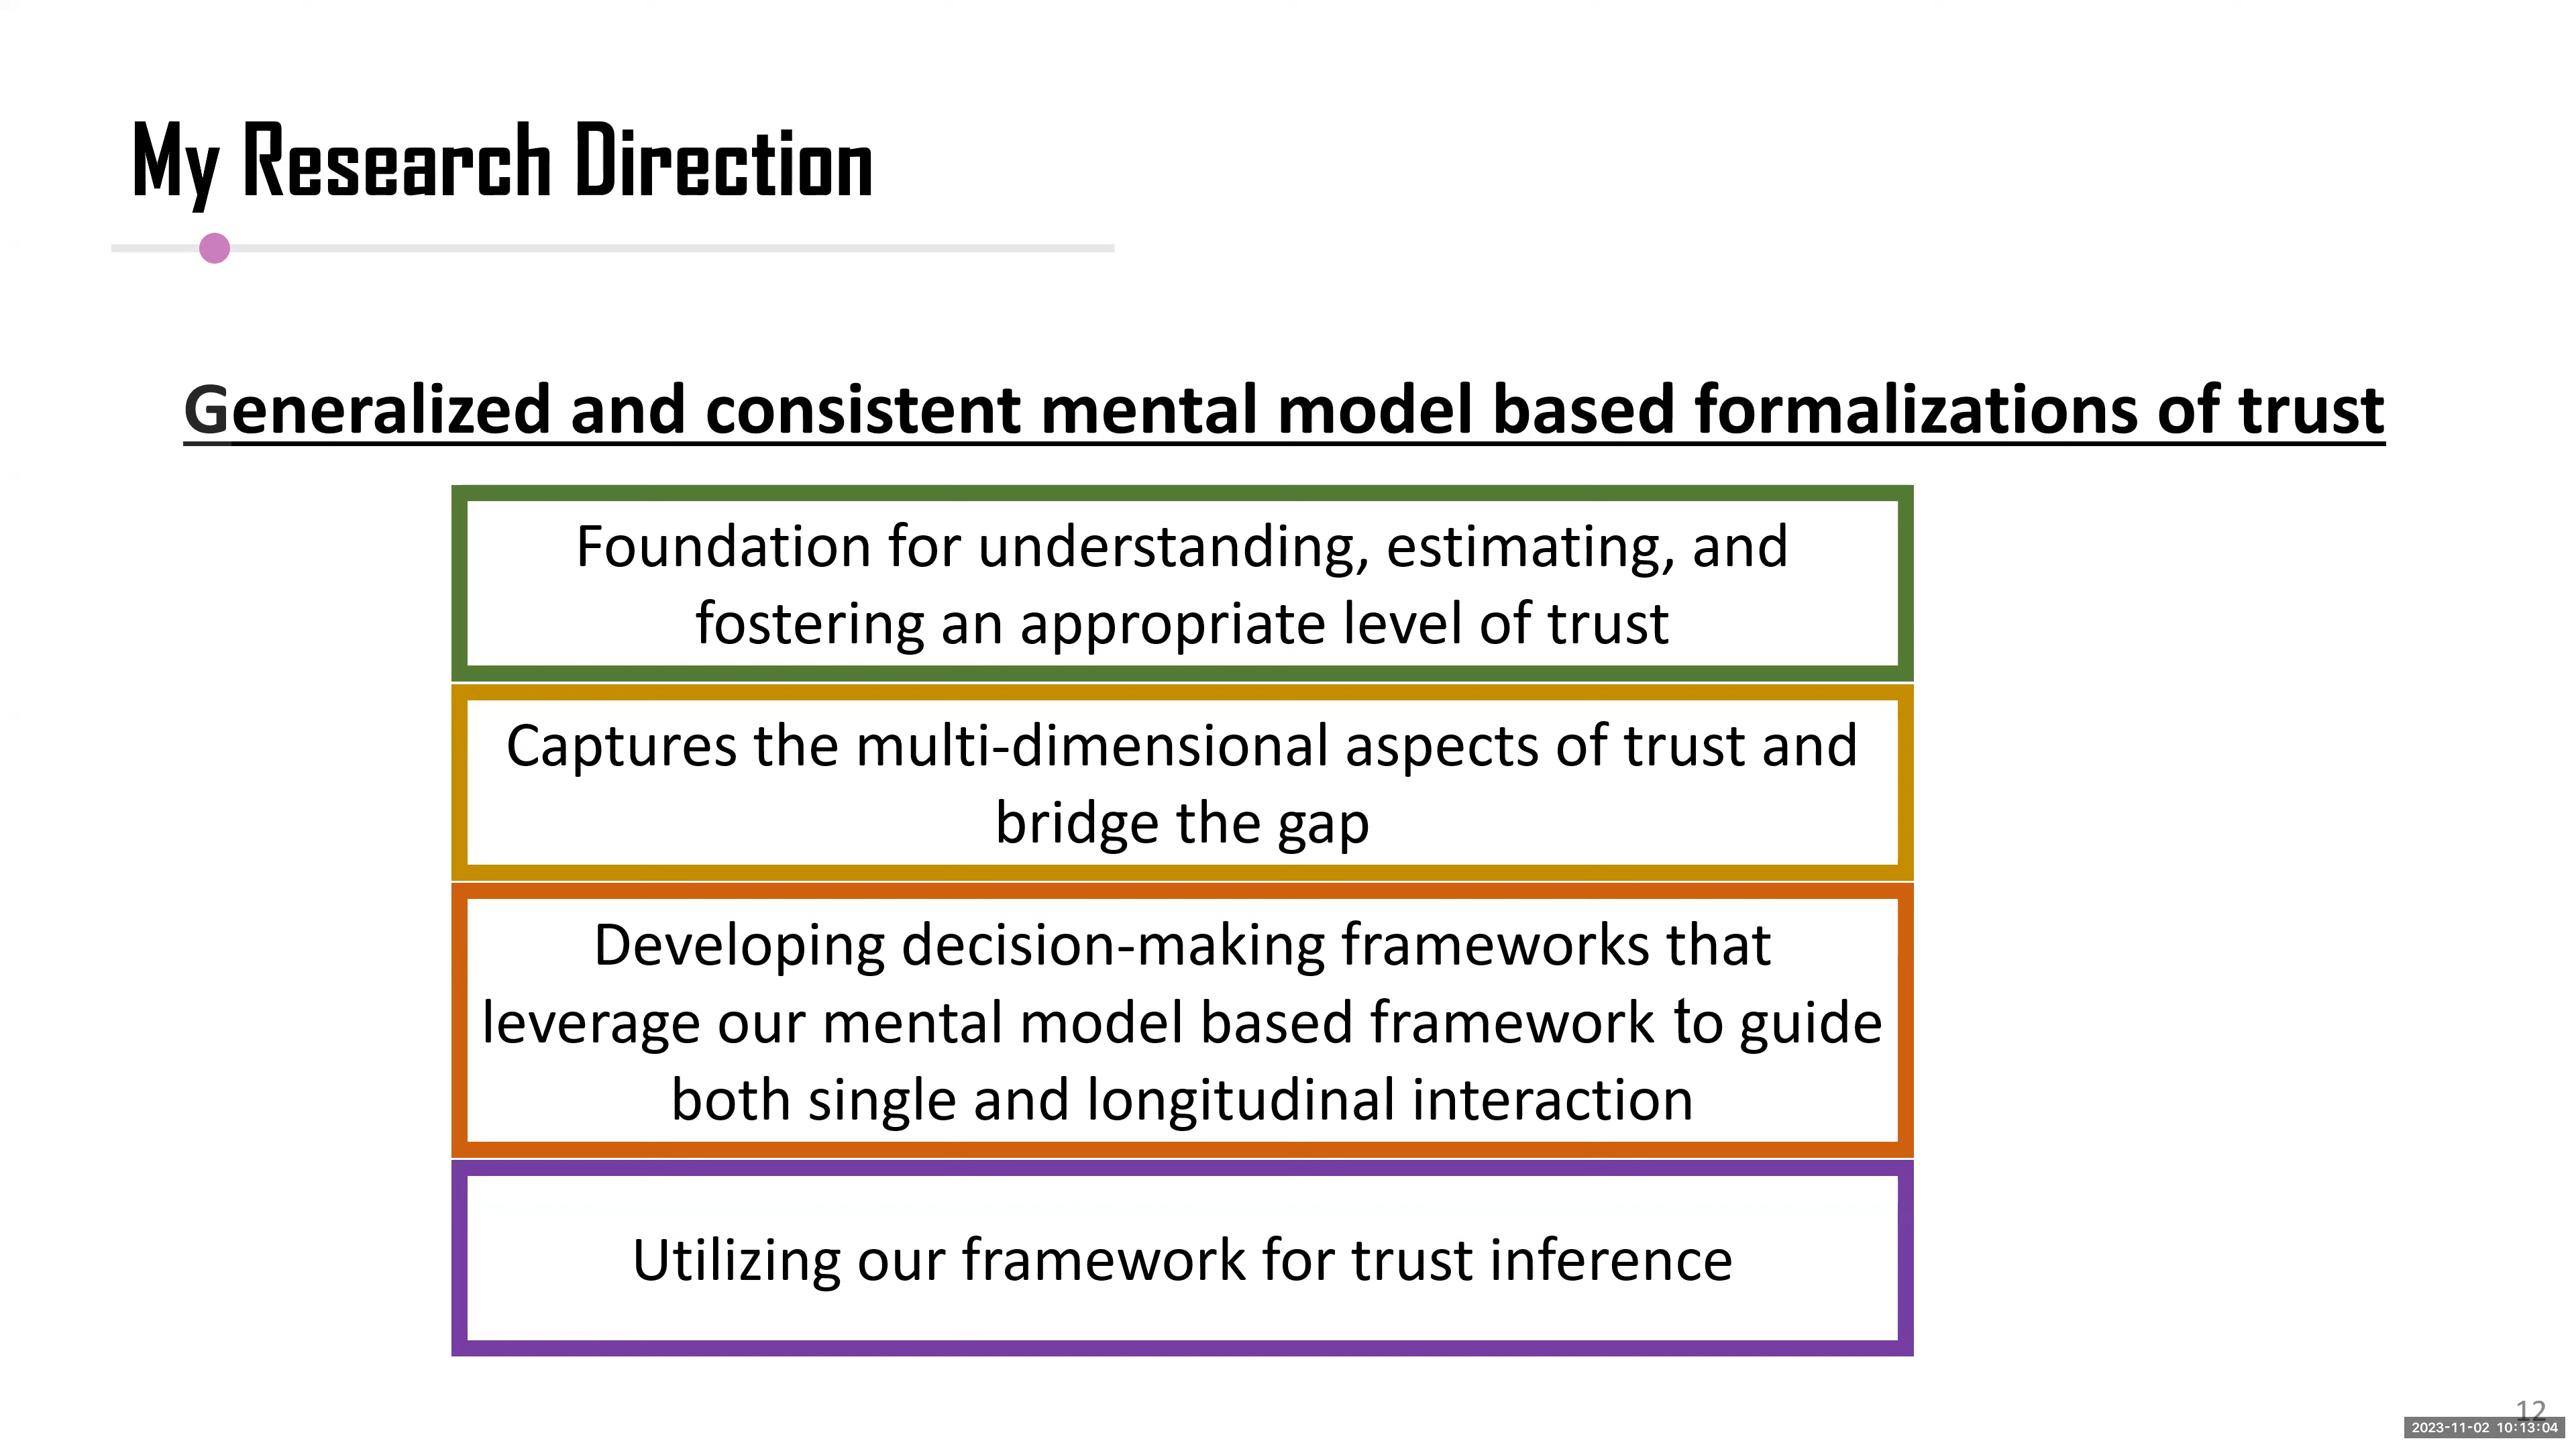 My Research Direction
Generalized and consistent mental model based formalizations of trust
Foundation for understanding, estimating, and
fostering an appropriate level of trust
Captures the multi-dimensional aspects of trust and
bridge the gap
Developing decision-making frameworks that
leverage our mental model based framework to guide
both single and longitudinal interaction
Utilizing our framework for trust inference
12
2023-11-02 10:13:04